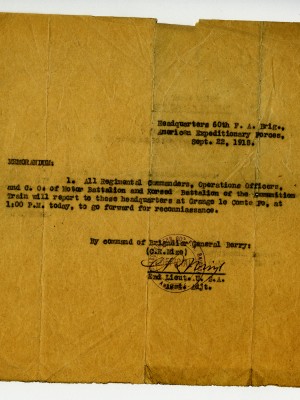 Headquarters 60th F. A. Brig.,
American Expeditionary Forces,
Sept. 22, 1918.
MEMORANDUM:
1. All Regimental Commanders, Operations Officers,
and C. O. of Motor Battalion and Horsed Battalion of the Ammunition
Train will report to these headquarters at Grange le Comte, at
1:00 P.M. today, to go forward for reconnaissance.
By command of Brigadier General Berry:
2nd Lieut. U. S. A.
Adjt.